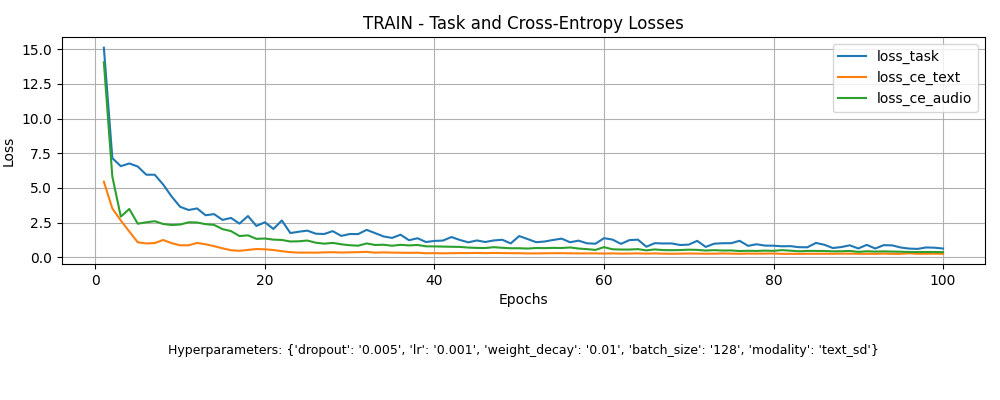 TRAIN - Task and Cross-Entropy Losses
15.0
12.5
10.0
7.5
5.0
2.5
0.0
Loss
loss_task
loss_ce_text
loss_ce_audio
0 20 40 60 80 100
Epochs
Hyperparameters: {'dropout': '0.005', 'lr': '0.001', 'weight_decay': '0.01', 'batch_size': '128', 'modality': 'text_sd'}